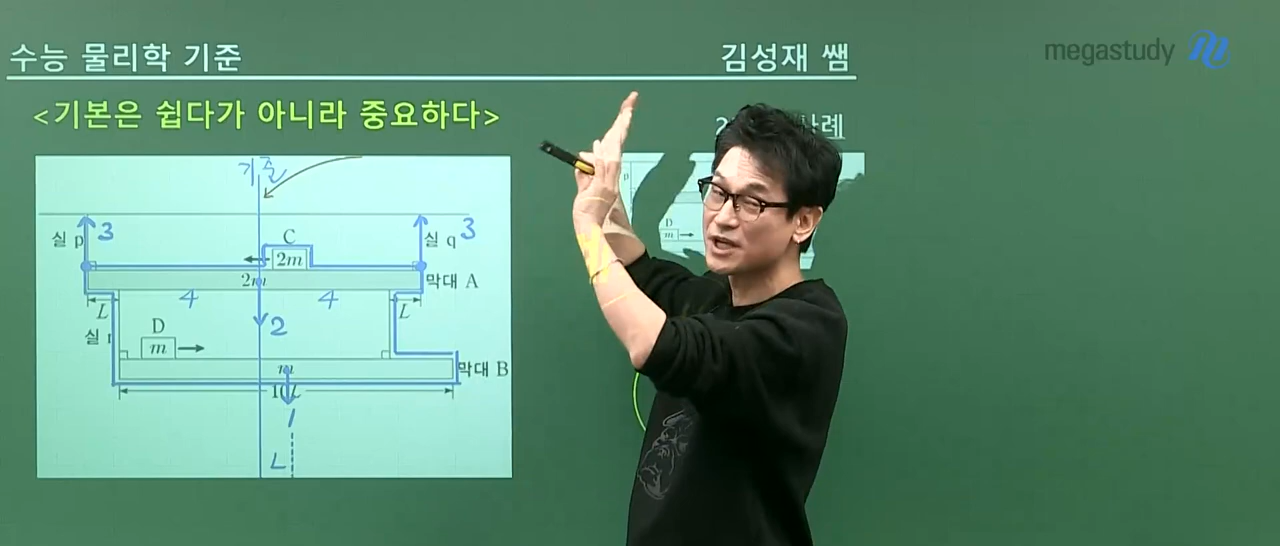 수능 물리학 기준
김성재 쌤
megastudy
<기본은 쉽다가 아니라 중요하다>
기준
실 p 3
실 q 3
C
2m
2m
막대 A
4
4
L
L
2
D
m
실
m
막대 B
1
L
D
m